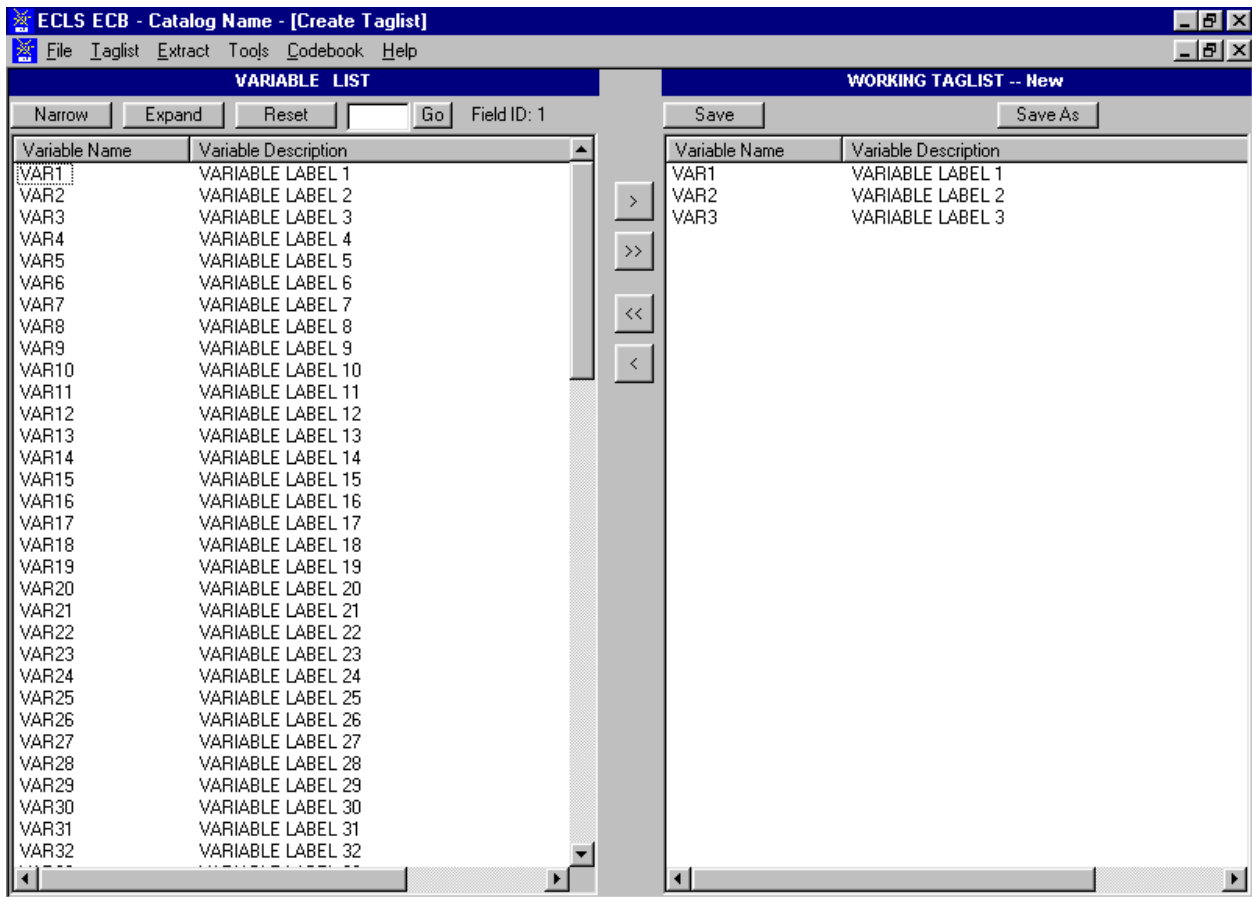 ECLS ECB - Catalog Name - [Create Taglist]
File Taglist Extract Tools Codebook Help
VARIABLE LIST
Narrow Expand Reset Go Field ID: 1
Variable Name Variable Description
VAR1 VARIABLE LABEL 1
VAR2 VARIABLE LABEL 2
VAR3 VARIABLE LABEL 3
VAR4 VARIABLE LABEL 4
VAR5 VARIABLE LABEL 5
VAR6 VARIABLE LABEL 6
VAR7 VARIABLE LABEL 7
VAR8 VARIABLE LABEL 8
VAR9 VARIABLE LABEL 9
VAR10 VARIABLE LABEL 10
VAR11 VARIABLE LABEL 11
VAR12 VARIABLE LABEL 12
VAR13 VARIABLE LABEL 13
VAR14 VARIABLE LABEL 14
VAR15 VARIABLE LABEL 15
VAR16 VARIABLE LABEL 16
VAR17 VARIABLE LABEL 17
VAR18 VARIABLE LABEL 18
VAR19 VARIABLE LABEL 19
VAR20 VARIABLE LABEL 20
VAR21 VARIABLE LABEL 21
VAR22 VARIABLE LABEL 22
VAR23 VARIABLE LABEL 23
VAR24 VARIABLE LABEL 24
VAR25 VARIABLE LABEL 25
VAR26 VARIABLE LABEL 26
VAR27 VARIABLE LABEL 27
VAR28 VARIABLE LABEL 28
VAR29 VARIABLE LABEL 29
VAR30 VARIABLE LABEL 30
VAR31 VARIABLE LABEL 31
VAR32 VARIABLE LABEL 32
>
>>
<<
<
WORKING TAGLIST -- New
Save Save As
Variable Name Variable Description
VAR1 VARIABLE LABEL 1
VAR2 VARIABLE LABEL 2
VAR3 VARIABLE LABEL 3